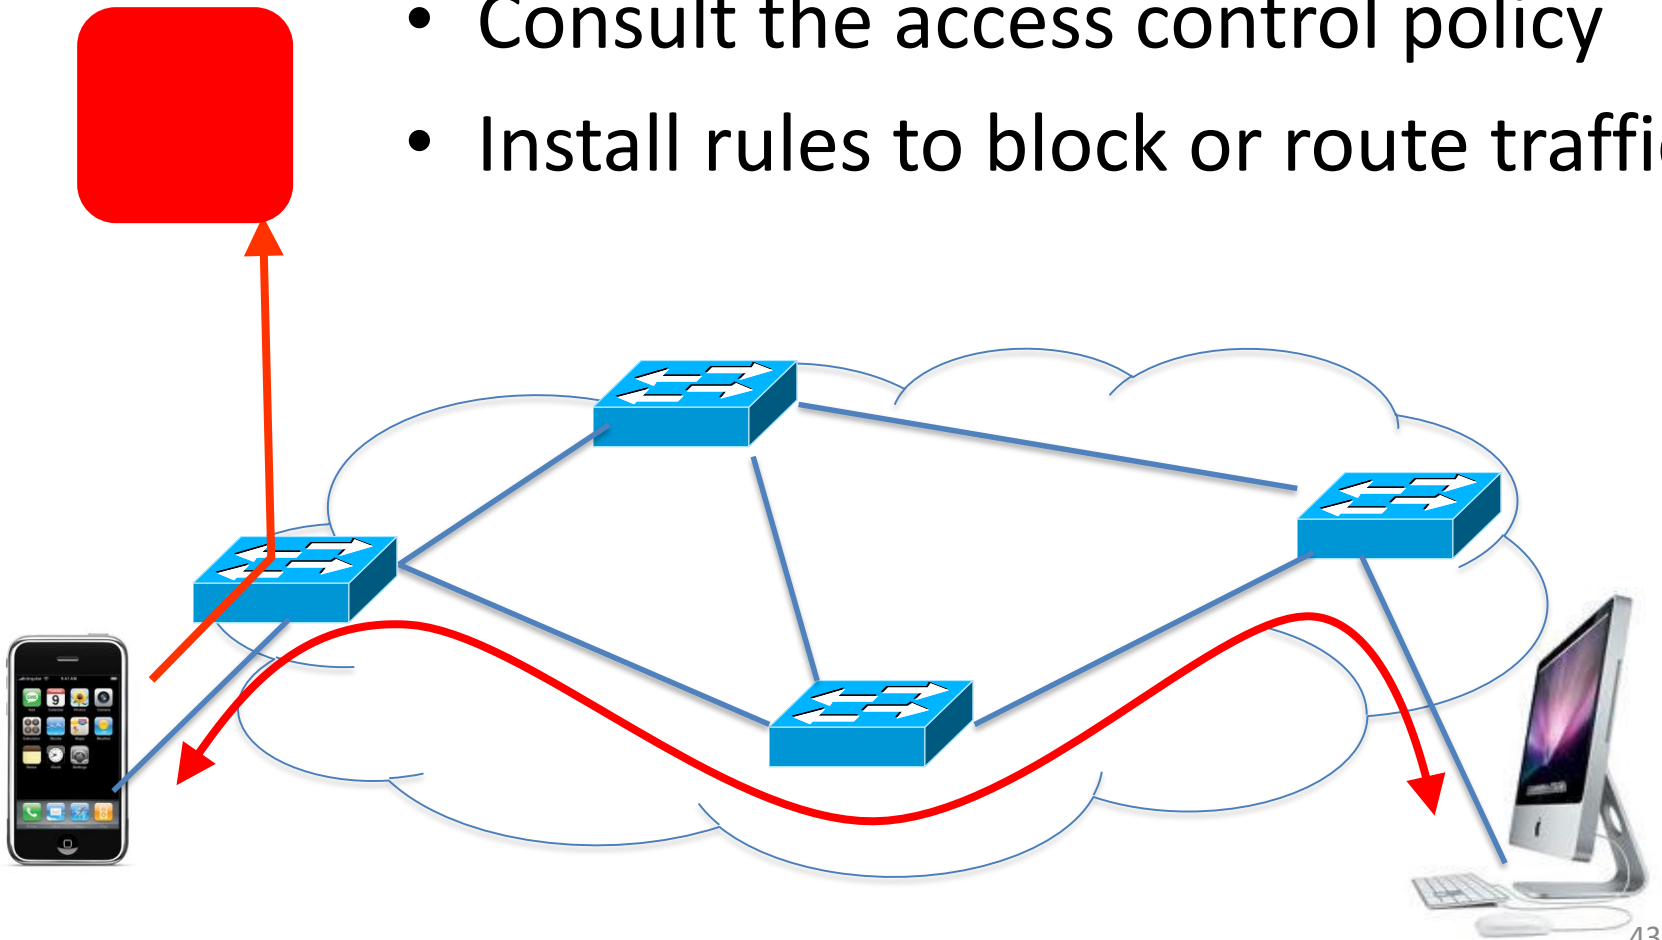 • Consult the access control policy
• Install rules to block or route traffi
43